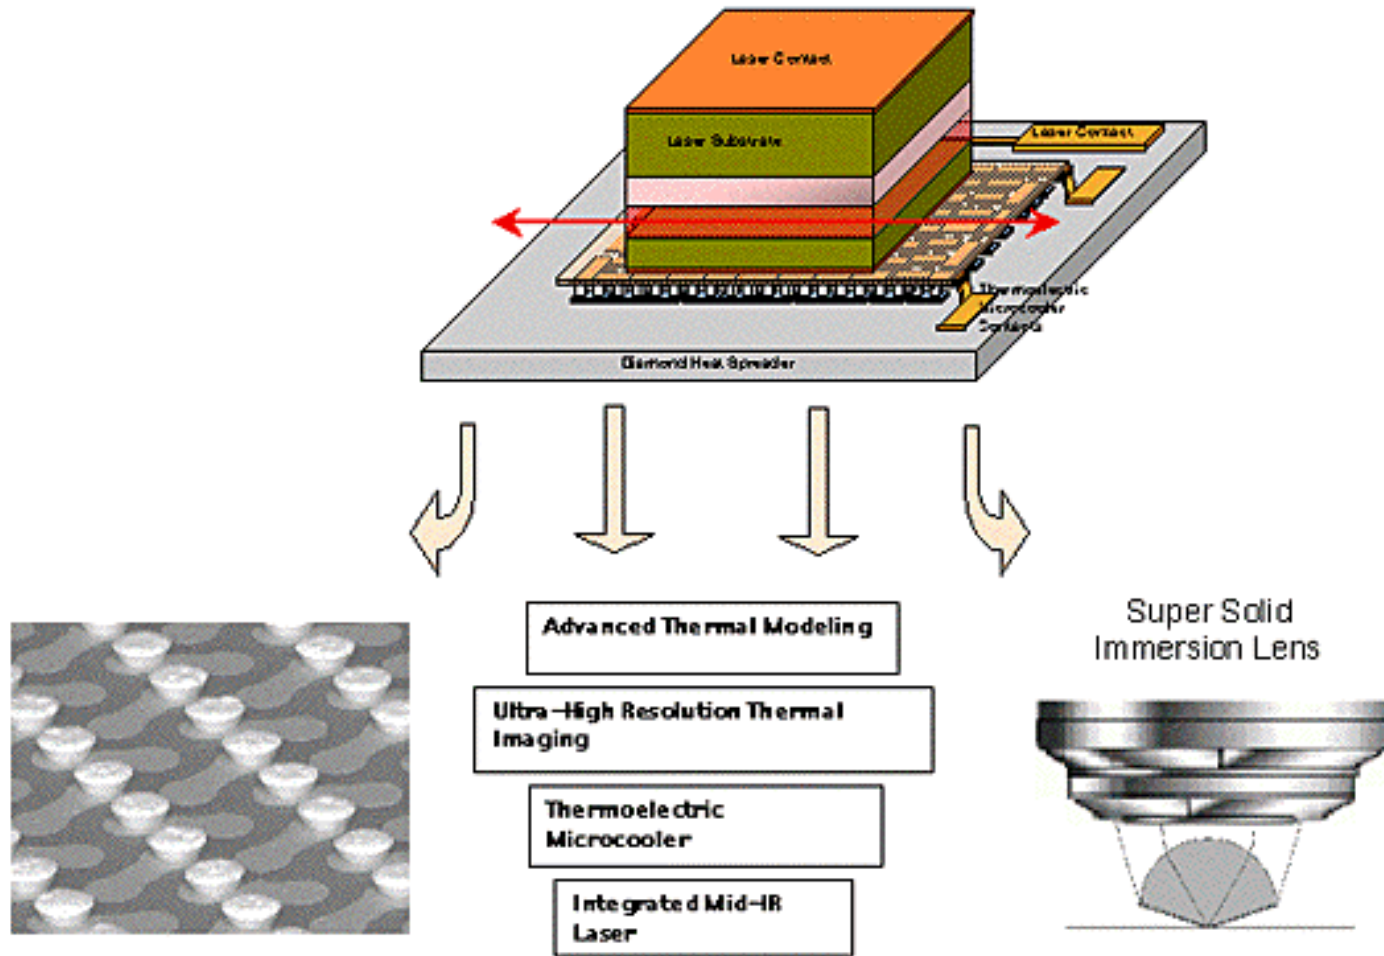 Laser Contact
Laser Contact
Laser Substrate
Thermoelectric
Microcooler
Contacts
Diamond Heat Spreader
Advanced Thermal Modeling
Ultra-High Resolution Thermal
Imaging
Thermoelectric
Microcooler
Integrated Mid-IR
Laser
Super Solid
Immersion Lens